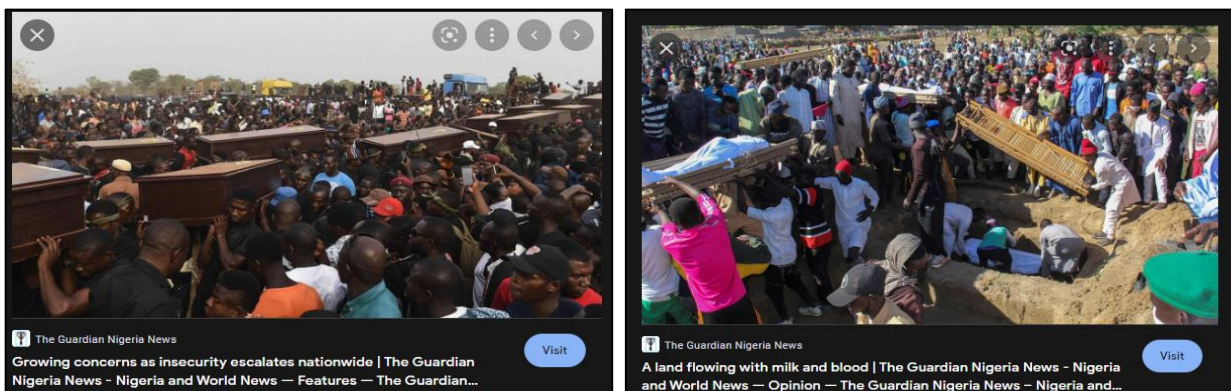 The Guardian Nigeria News
Visit
Growing concerns as insecurity escalates nationwide | The Guardian
Nigeria News - Nigeria and World News — Features — The Guardian...
The Guardian Nigeria News
Visit
A land flowing with milk and blood | The Guardian Nigeria News - Nigeria
and World News — Opinion — The Guardian Nigeria News – Nigeria and...